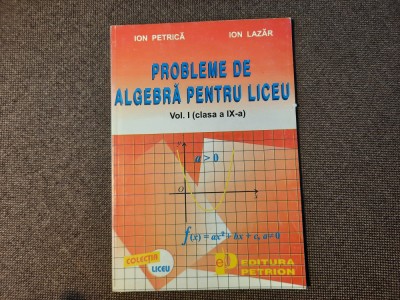 ION PETRICĂ ION LAZĂR
PROBLEME DE
ALGEBRĂ PENTRU LICEU
Vol. I (clasa a IX-a)
y
a > 0
O x
f(x) = ax²+bx+c, a≠0
COLECȚIA
LICEU
eP EDITURA
PETRION